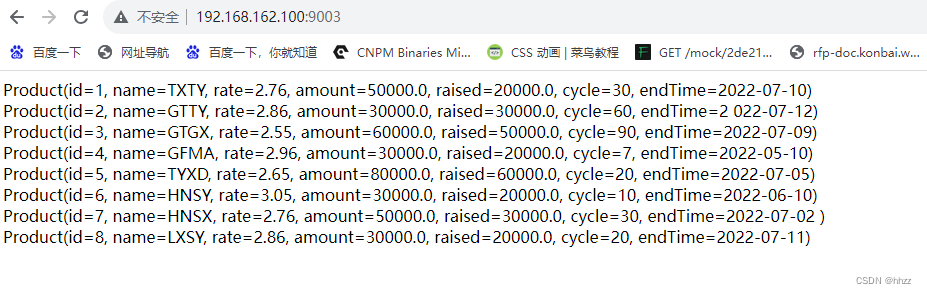 不安全 | 192.168.162.100:9003
百度一下 网址导航 百度一下，你就知道 CNPM Binaries Mi... CSS 动画 | 菜鸟教程 GET /mock/2de21... rfp-doc.konbai.w...
Product(id=1, name=TXTY, rate=2.76, amount=50000.0, raised=20000.0, cycle=30, endTime=2022-07-10)
Product(id=2, name=GTTY, rate=2.86, amount=30000.0, raised=30000.0, cycle=60, endTime=2 022-07-12)
Product(id=3, name=GTGX, rate=2.55, amount=60000.0, raised=50000.0, cycle=90, endTime=2022-07-09)
Product(id=4, name=GFMA, rate=2.96, amount=30000.0, raised=20000.0, cycle=7, endTime=2022-05-10)
Product(id=5, name=TYXD, rate=2.65, amount=80000.0, raised=60000.0, cycle=20, endTime=2022-07-05)
Product(id=6, name=HNSY, rate=3.05, amount=30000.0, raised=20000.0, cycle=10, endTime=2022-06-10)
Product(id=7, name=HNSX, rate=2.76, amount=50000.0, raised=30000.0, cycle=30, endTime=2022-07-02 )
Product(id=8, name=LXSY, rate=2.86, amount=30000.0, raised=20000.0, cycle=20, endTime=2022-07-11)
CSDN @hhzz